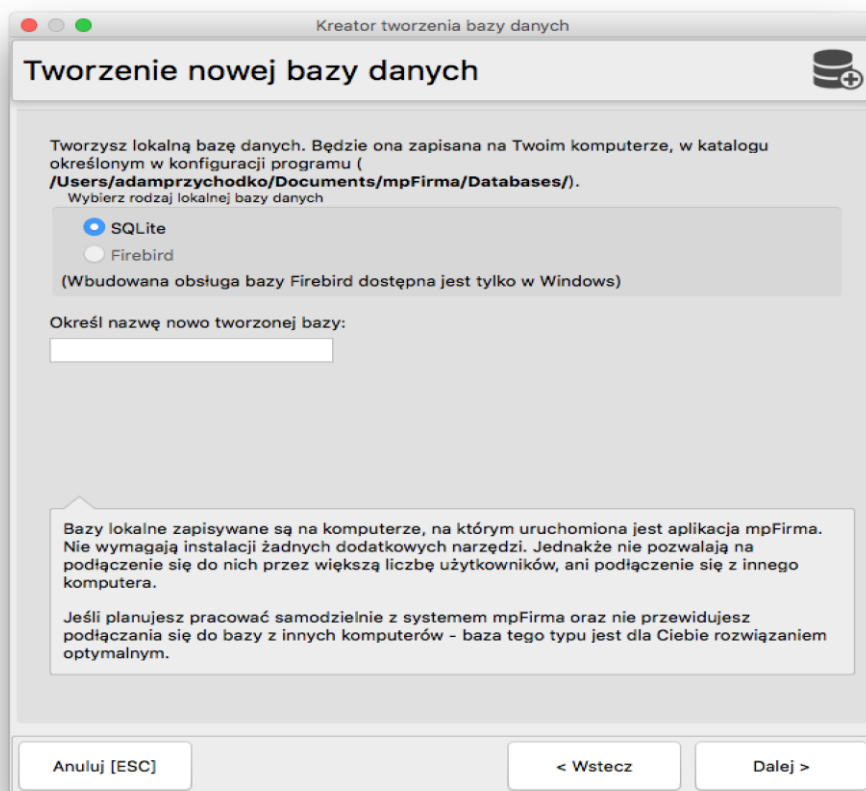 Kreator tworzenia bazy danych
Tworzenie nowej bazy danych
Tworzysz lokalną bazę danych. Będzie ona zapisana na Twoim komputerze, w katalogu
określonym w konfiguracji programu (
/Users/adamprzychodko/Documents/mpFirma/Databases/).
Wybierz rodzaj lokalnej bazy danych
SQLite
Firebird
(Wbudowana obsługa bazy Firebird dostępna jest tylko w Windows)
Określ nazwę nowo tworzonej bazy:
Bazy lokalne zapisywane są na komputerze, na którym uruchomiona jest aplikacja mpFirma.
Nie wymagają instalacji żadnych dodatkowych narzędzi. Jednakże nie pozwalają na
podłączenie się do nich przez większą liczbę użytkowników, ani podłączenie się z innego
komputera.
Jeśli planujesz pracować samodzielnie z systemem mpFirma oraz nie przewidujesz
podłączania się do bazy z innych komputerów - baza tego typu jest dla Ciebie rozwiązaniem
optymalnym.
Anuluj [ESC]
< Wstecz
Dalej >